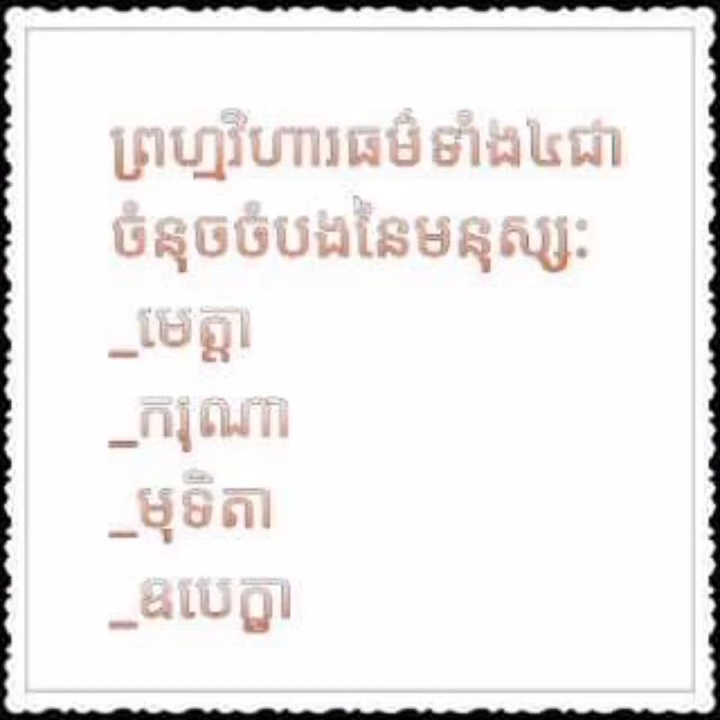 ព្រហ្មវិហារធម៌ទាំង៤ជា
ចំនុចចំបងនៃមនុស្ស:
_មេត្តា
_ករុណា
_មុទិតា
_ឧបេក្ខា